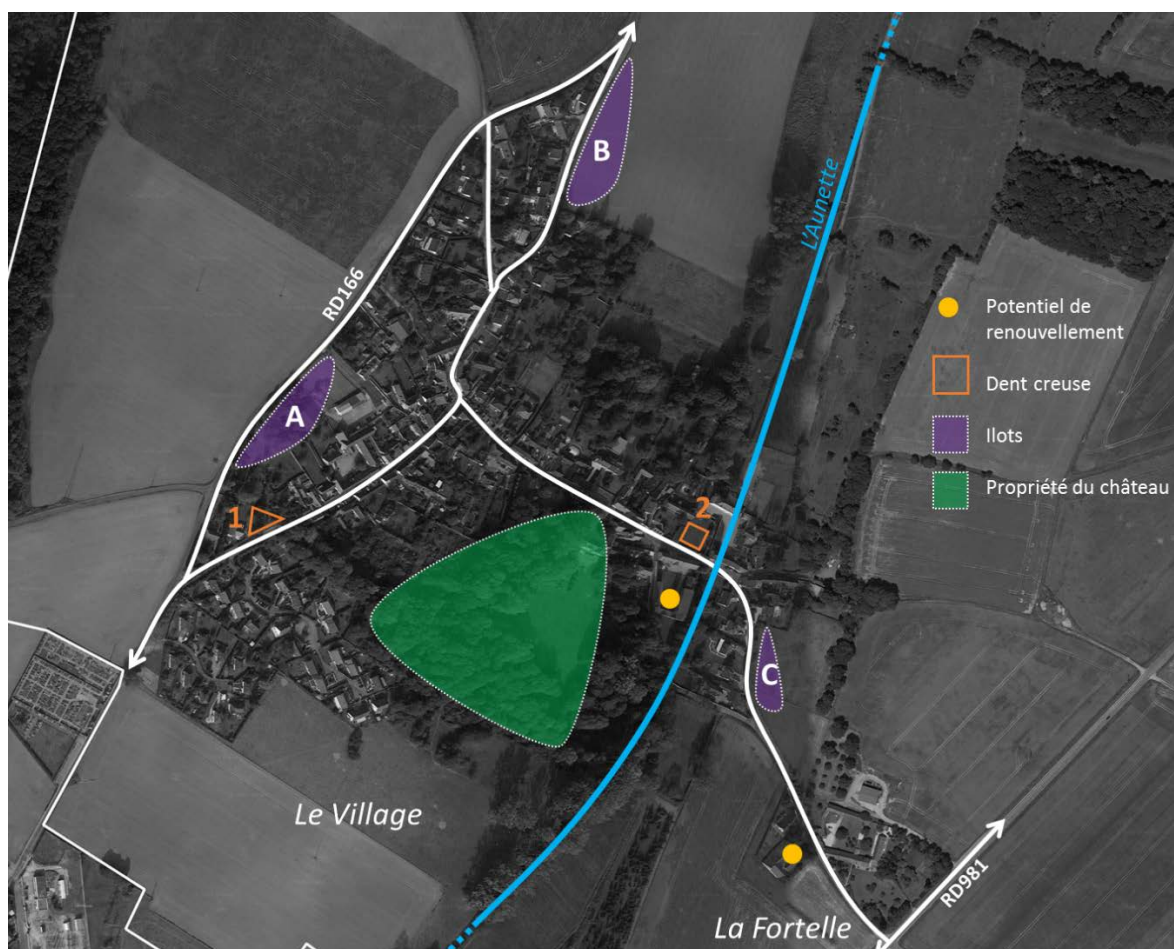 B
L'Aunette
RD166
Potentiel de
renouvellement
Dent creuse
Ilots
Propriété du château
A
1
2
C
Le Village
RD981
La Fortelle